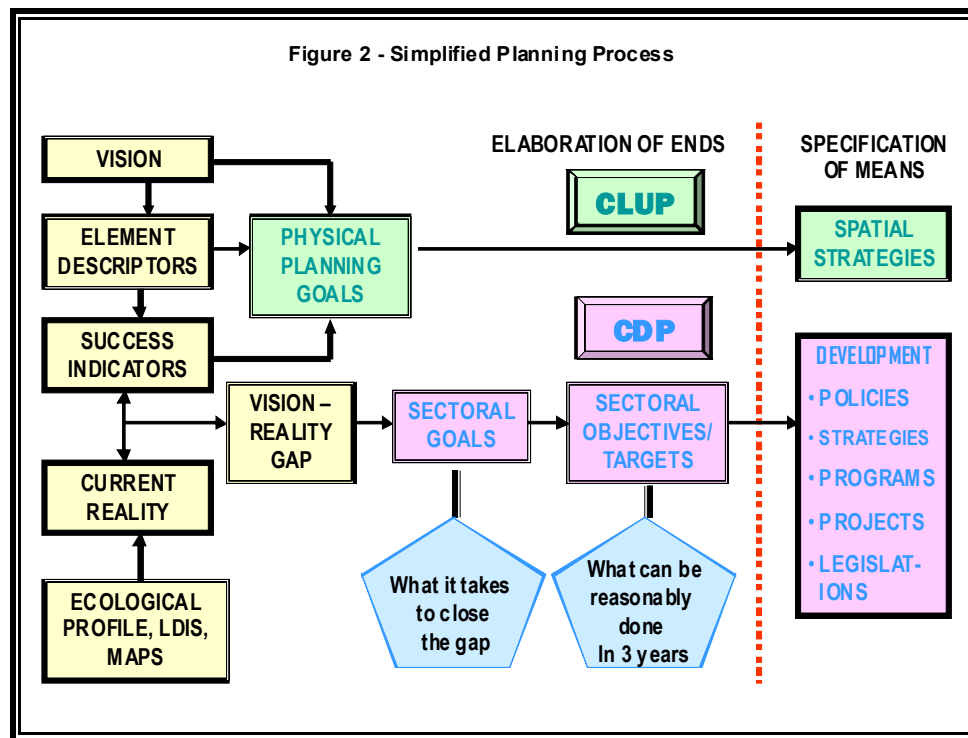 Figure 2 - Simplified Planning Process
ELABORATION OF ENDS
SPECIFICATION
OF MEANS
VISION
CLUP
ELEMENT
DESCRIPTORS
PHYSICAL
PLANNING
GOALS
SPATIAL
STRATEGIES
SUCCESS
INDICATORS
CDP
VISION –
REALITY
GAP
SECTORAL
GOALS
SECTORAL
OBJECTIVES/
TARGETS
DEVELOPMENT
• POLICIES
• STRATEGIES
• PROGRAMS
• PROJECTS
• LEGISLAT-
IONS
CURRENT
REALITY
What it takes
to close
the gap
What can be
reasonably
done
In 3 years
ECOLOGICAL
PROFILE, LDIS,
MAPS